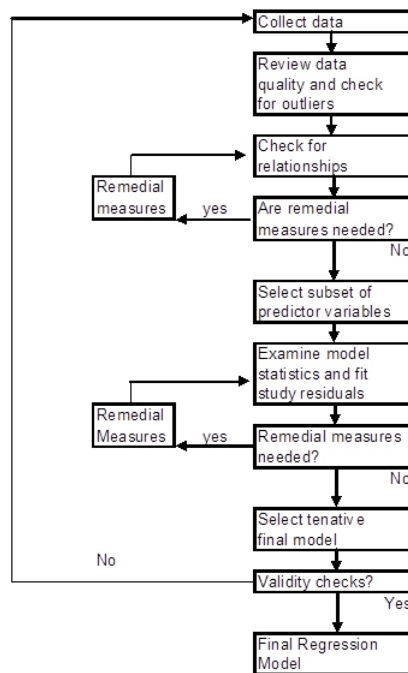 Collect data
Review data
quality and check
for outliers
Check for
relationships
Remedial
measures
yes
Are remedial
measures needed?
No
Select subset of
predictor variables
Examine model
statistics and fit
study residuals
Remedial
Measures
yes
Remedial measures
needed?
No
Select tenative
final model
No
Validity checks?
Yes
Final Regression
Model